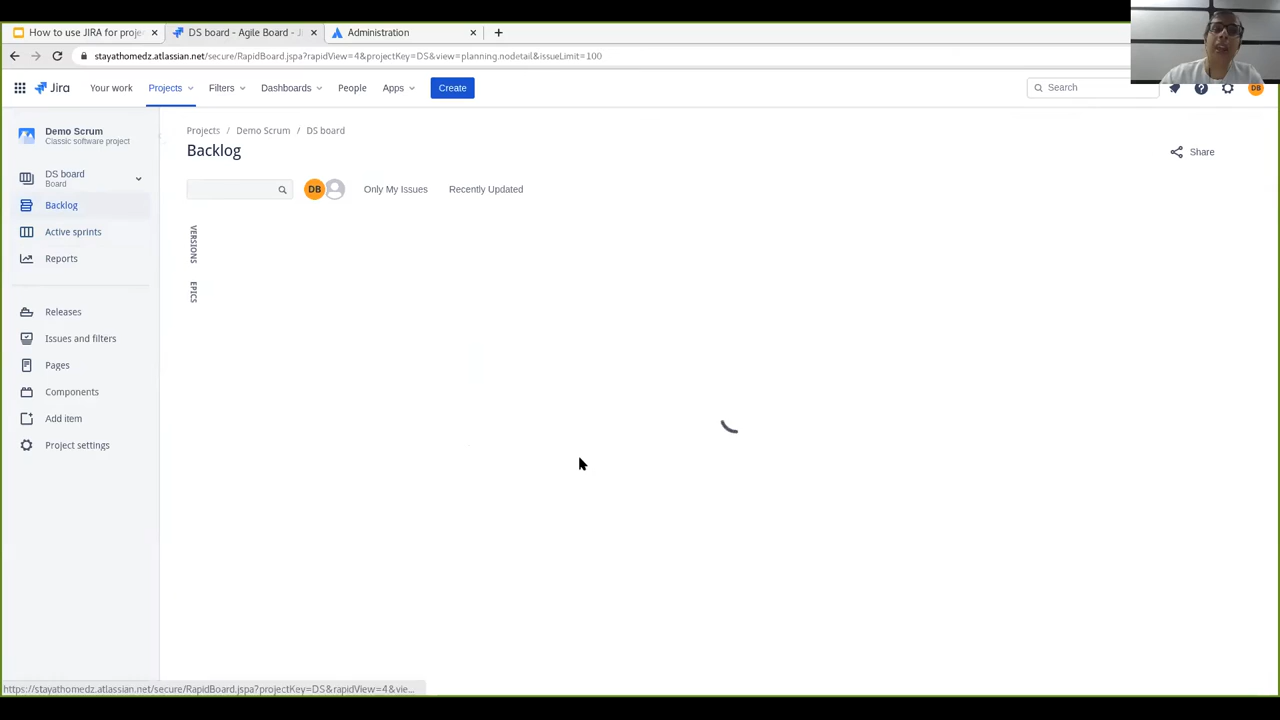 How to use JIRA for proje
DS board - Agile Board - Ji
Administration
stayathomedz.atlassian.net/secure/RapidBoard.jspa?rapidView=4&projectKey=DS&view=planning.nodetail&issueLimit=100
Jira
Your work
Projects
Filters
Dashboards
People
Apps
Create
Search
DB
Demo Scrum
Classic software project
DS board
Board
Backlog
Active sprints
Reports
Releases
Issues and filters
Pages
Components
Add item
Project settings
Projects / Demo Scrum / DS board
Backlog
Share
DB
Only My Issues
Recently Updated
VERSIONS
EPICS
https://stayathomedz.atlassian.net/secure/RapidBoard.jspa?projectKey=DS&rapidView=4&vie...